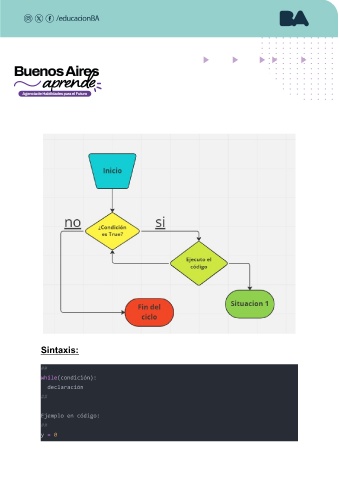 /educacionBA
BA
Buenos Aires
aprende
Agencia de Habilidades para el Futuro
Inicio
no
¿Condición
es True?
si
Ejecuto el
código
Situacion 1
Fin del
ciclo
Sintaxis:
while(condición):
declaración
Ejemplo en código:
y = 0